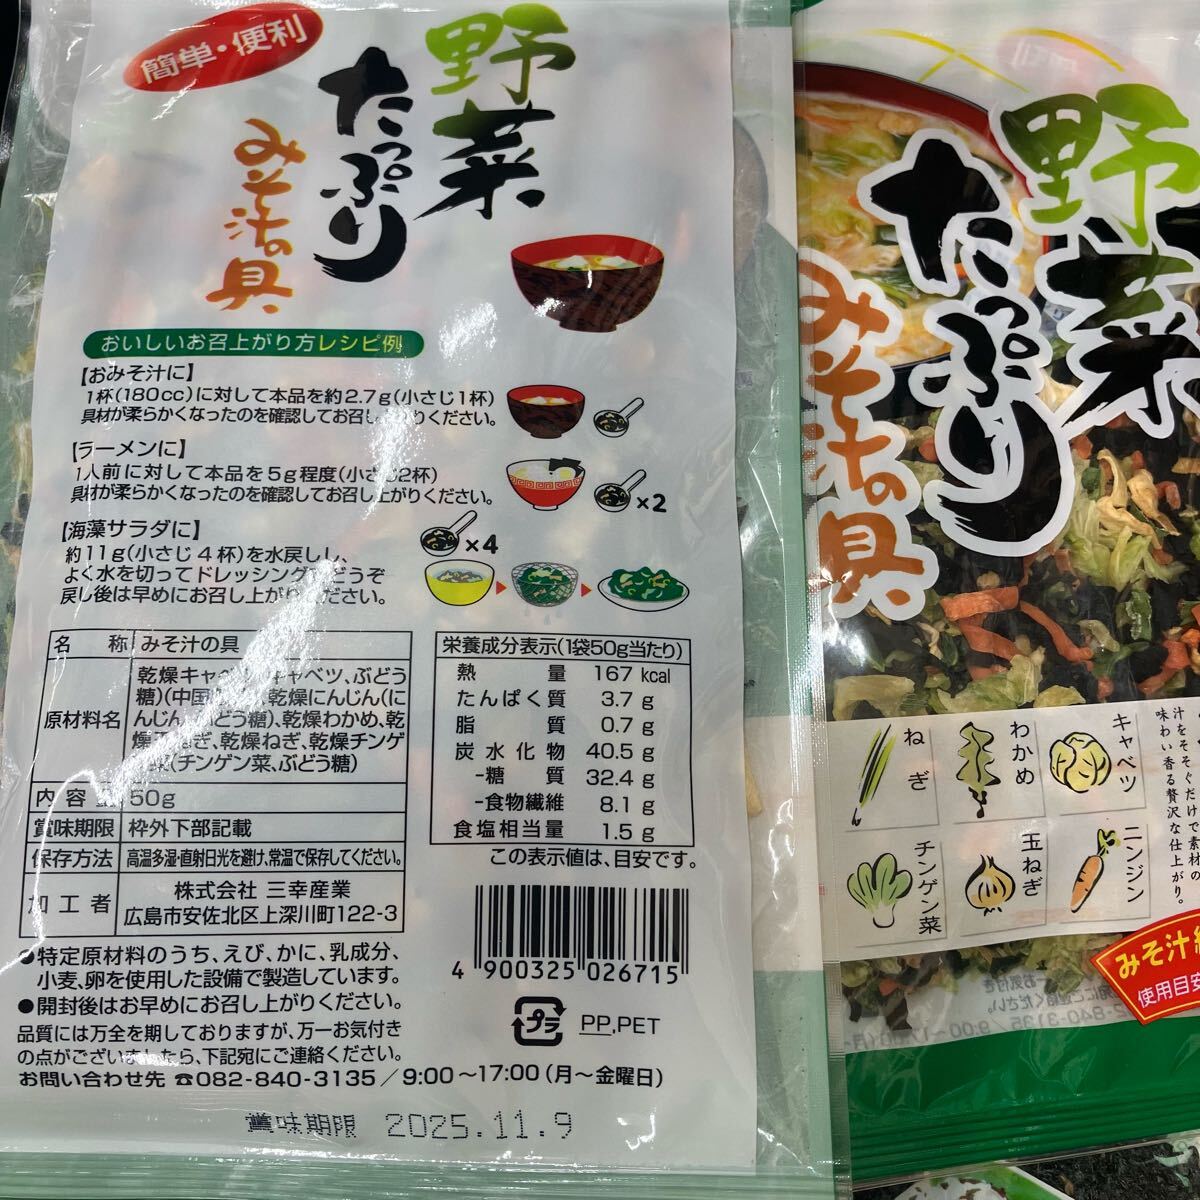 簡単・便利
野菜
たっぷり
みそ汁の具
おいしいお召上がり方レシピ例
【おみそ汁に】
1杯(180cc)に対して本品を約2.7g(小さじ1杯)
具材が柔らかくなったのを確認してお召し上がりください。
【ラーメンに】
1人前に対して本品を5g程度(小さじ2杯)
具材が柔らかくなったのを確認してお召し上がりください。
×2
【海藻サラダに】
約11g(小さじ4杯)を水戻しし、
よく水を切ってドレッシングでどうぞ
戻し後は早めにお召し上がりください。
×4
名称 みそ汁の具
原材料名 乾燥キャベツ(キャベツ、ぶどう
糖)(中国 、乾燥にんじん(に
んじん、ぶどう糖)、乾燥わかめ、乾
燥玉ねぎ、乾燥ねぎ、乾燥チンゲ
ン菜(チンゲン菜、ぶどう糖)
内容量 50g
賞味期限 枠外下部記載
保存方法 高温多湿・直射日光を避け、常温で保存してください。
加工者 株式会社 三幸産業
広島市安佐北区上深川町122-3
栄養成分表示(1袋50g当たり)
熱量 167 kcal
たんぱく質 3.7 g
脂質 0.7 g
炭水化物 40.5 g
-糖質 32.4 g
-食物繊維 8.1 g
食塩相当量 1.5 g
この表示値は、目安です。
4 900325 026715
プラ
PP,PET
●特定原材料のうち、えび、かに、乳成分、
小麦、卵を使用した設備で製造しています。
●開封後はお早めにお召し上がりください。
品質には万全を期しておりますが、万一お気付き
の点がございましたら、下記宛にご連絡ください。
お問い合わせ先 ☎082-840-3135/9:00～17:00(月～金曜日)
賞味期限 2025.11.9
野菜
たっぷり
みそ汁の具
キャベツ
わかめ
ねぎ
ニンジン
玉ねぎ
チンゲン菜
汁をそそぐだけで素材の
味わい香る贅沢な仕上がり。
みそ汁
使用目安